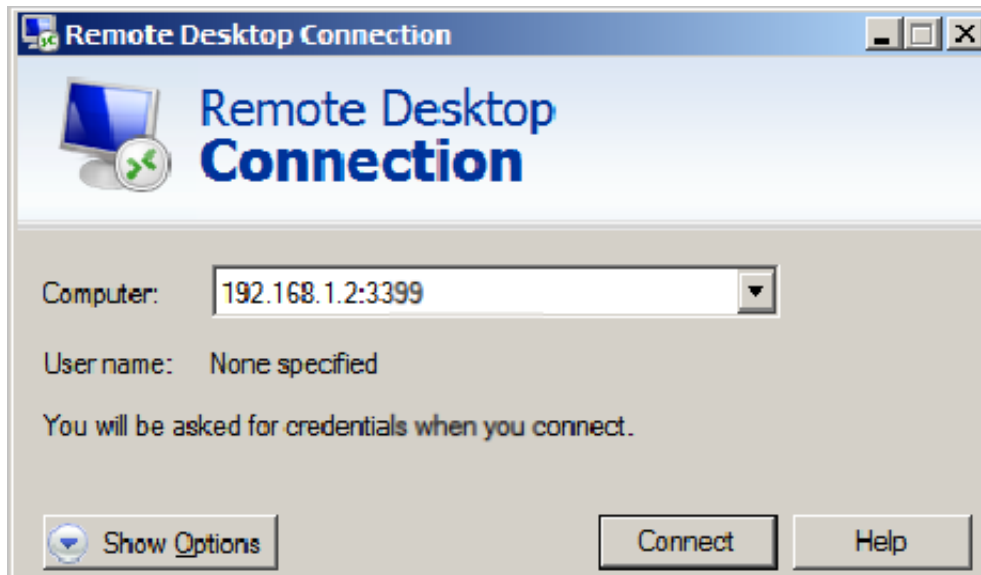 Remote Desktop Connection
Remote Desktop
Connection
Computer: 192.168.1.2:3399
User name: None specified
You will be asked for credentials when you connect.
Show Options Connect Help